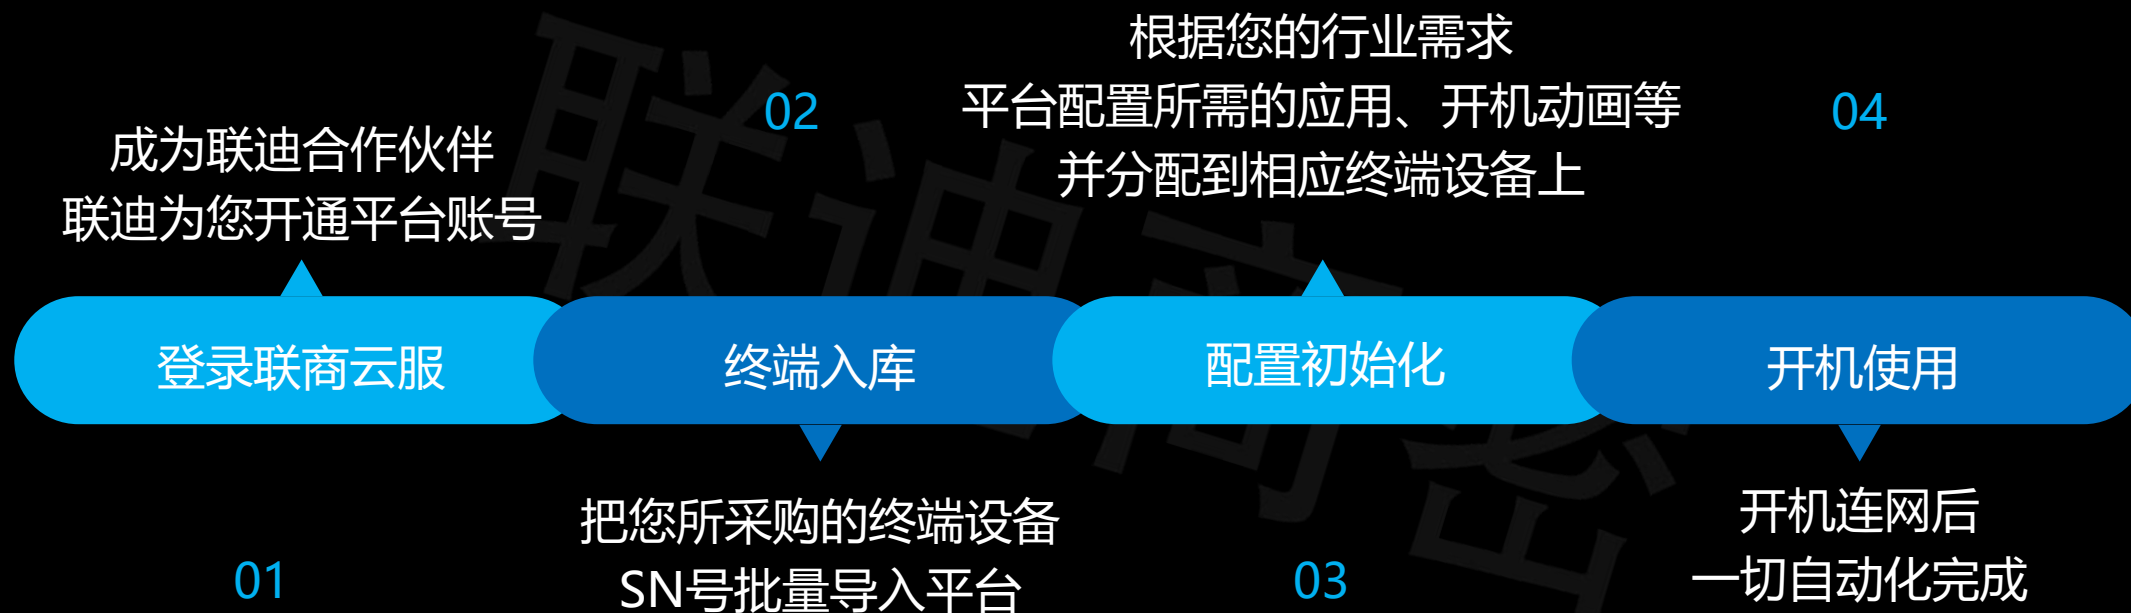 成为联迪合作伙伴
联迪为您开通平台账号
登录联商云服
01
02
终端入库
把您所采购的终端设备
SN号批量导入平台
根据您的行业需求
平台配置所需的应用、开机动画等
并分配到相应终端设备上
配置初始化
03
04
开机使用
开机连网后
一切自动化完成
联迪商密